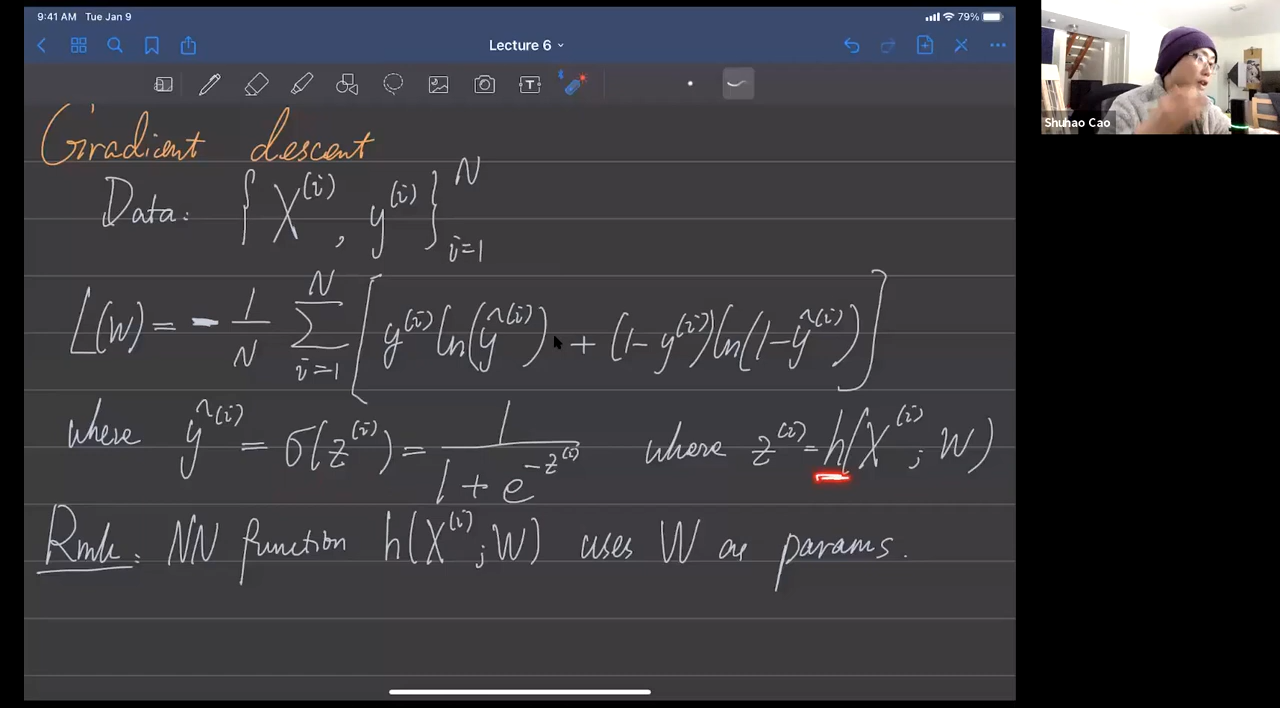 9:41 AM Tue Jan 9
79%
Lecture 6
Shuhao Cao
Gradient descent
Data: { X^(i), y^(i) }_{i=1}^N
L(W) = - 1/N ∑_{i=1}^N [ y^(i) ln(ŷ^(i)) + (1 - y^(i)) ln(1 - ŷ^(i)) ]
where ŷ^(i) = σ(z^(i)) = 1/(1 + e^{-z^(i)}) where z^(i) = h(X^(i); W)
Rmk: NN function h(X^(i); W) uses W as params.